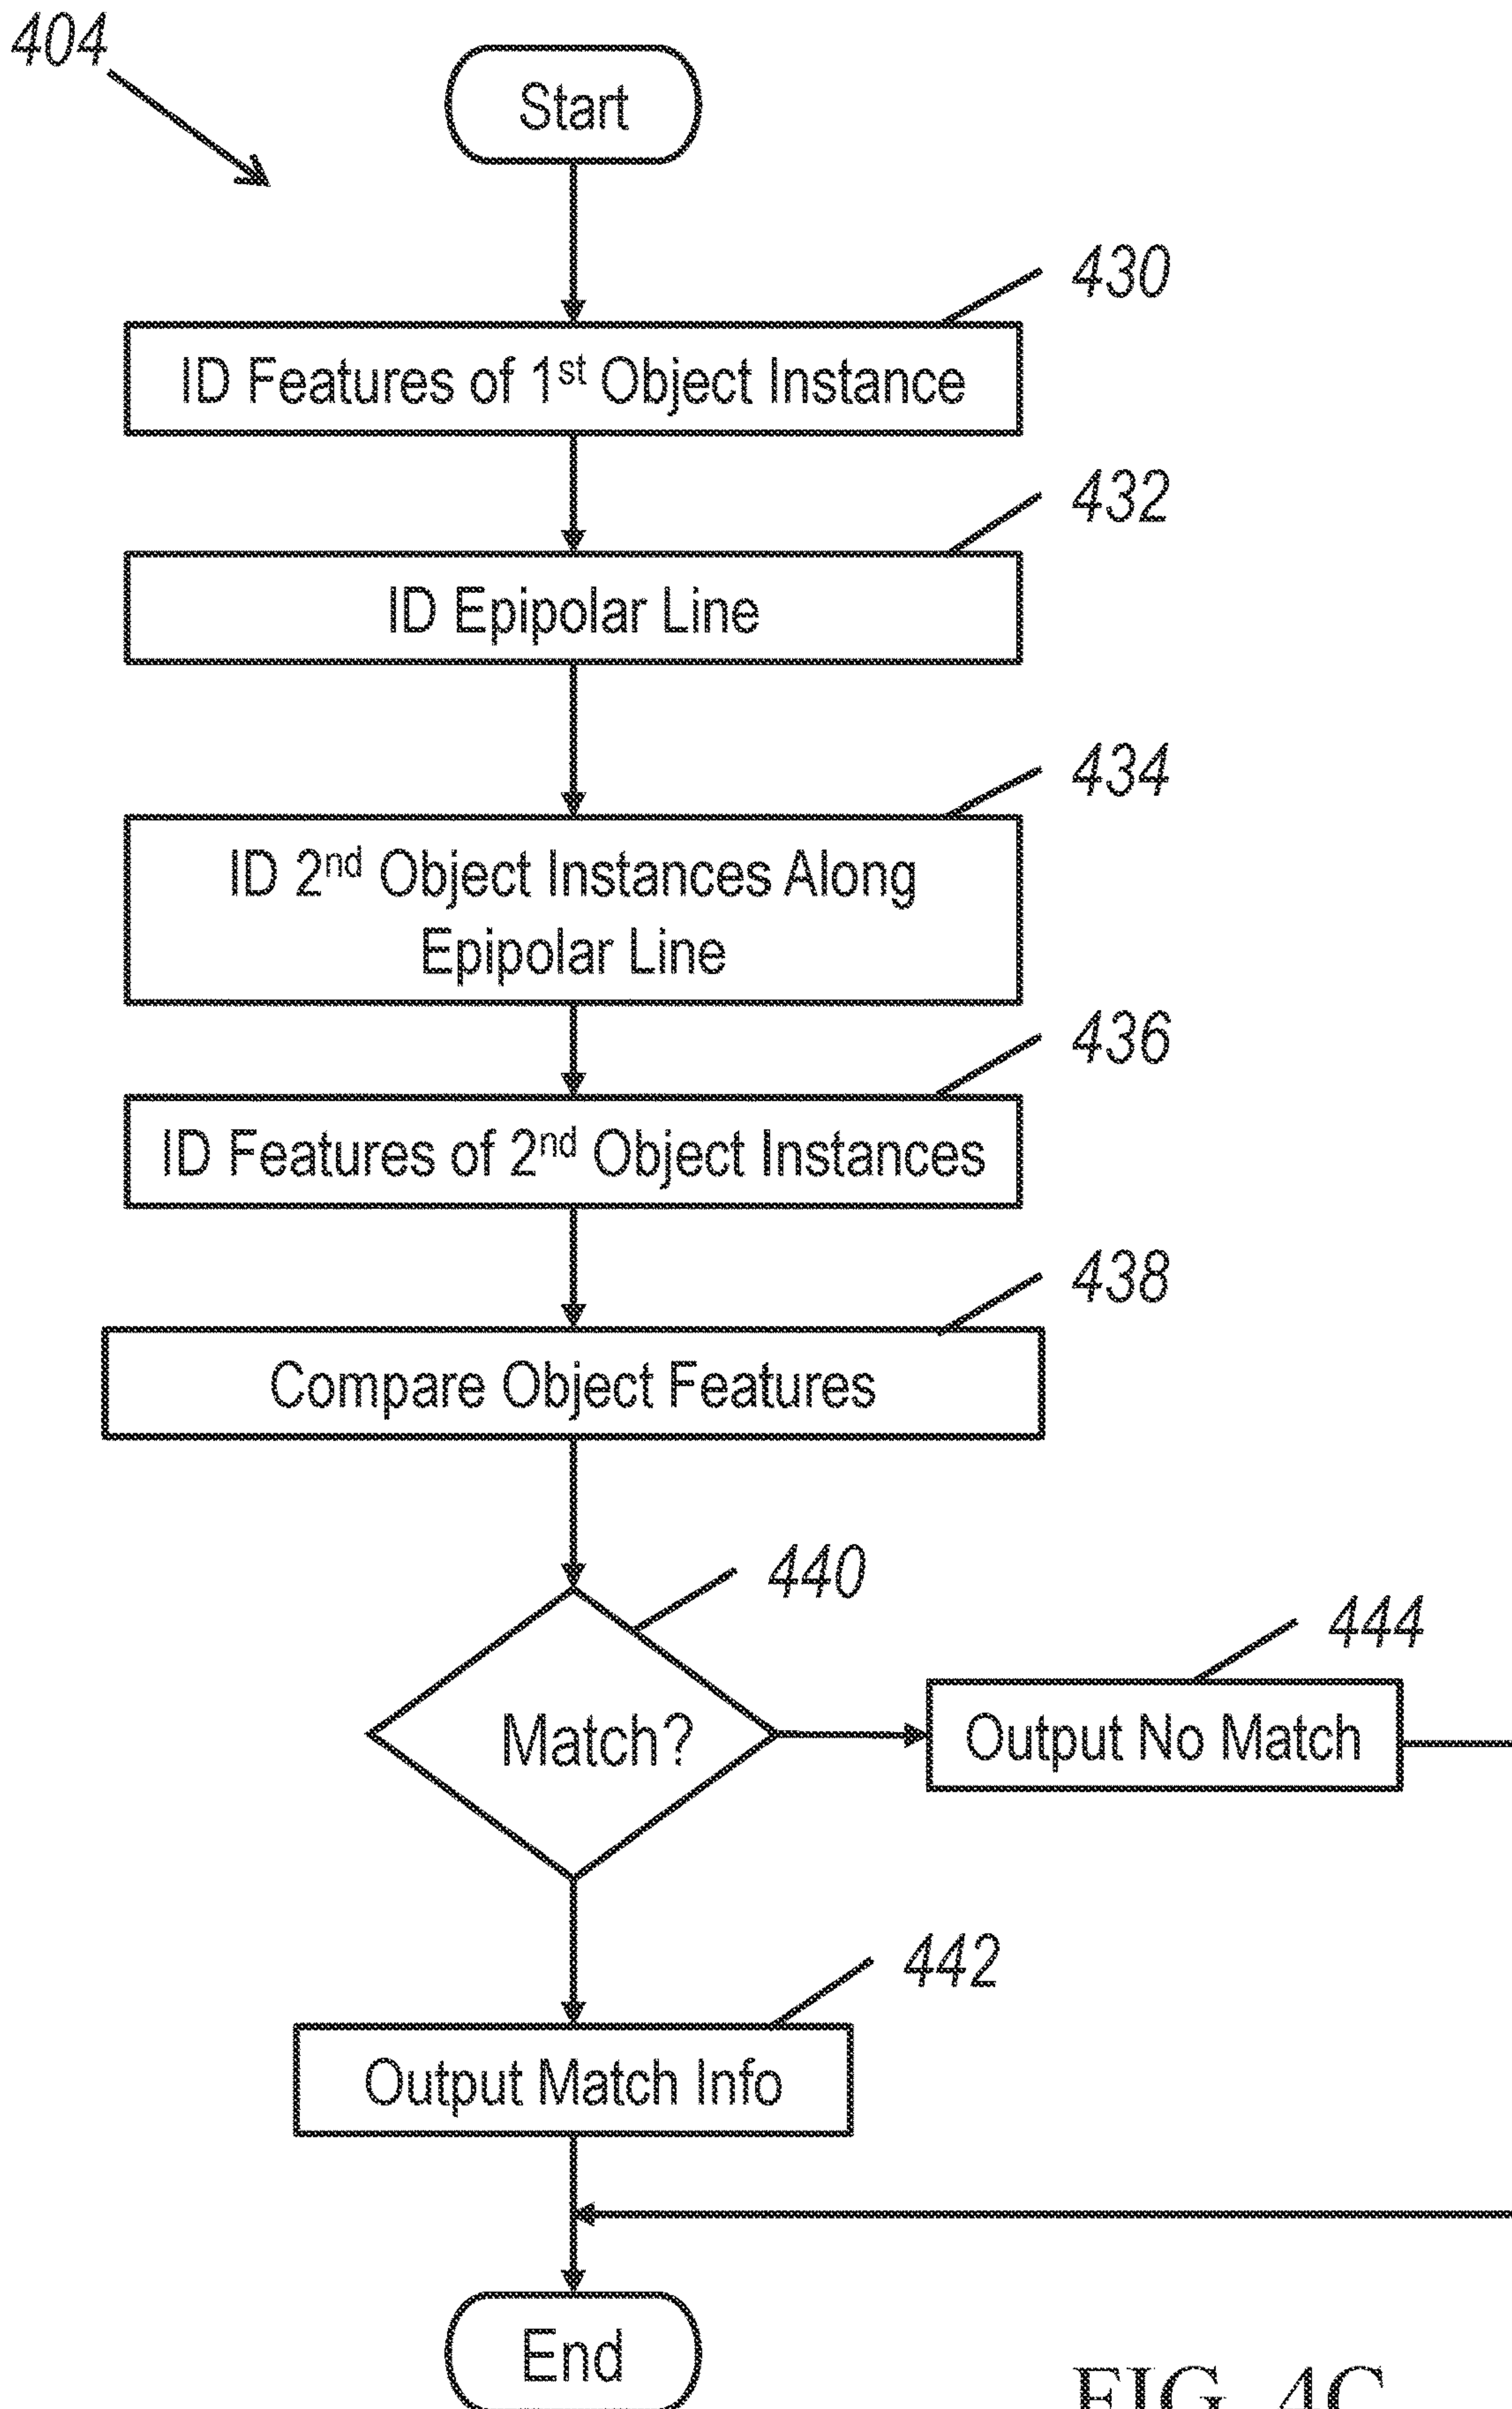 404
Start
430
ID Features of 1st Object Instance
432
ID Epipolar Line
434
ID 2nd Object Instances Along
Epipolar Line
436
ID Features of 2nd Object Instances
438
Compare Object Features
440
Match?
444
Output No Match
442
Output Match Info
End
FIG. 4C